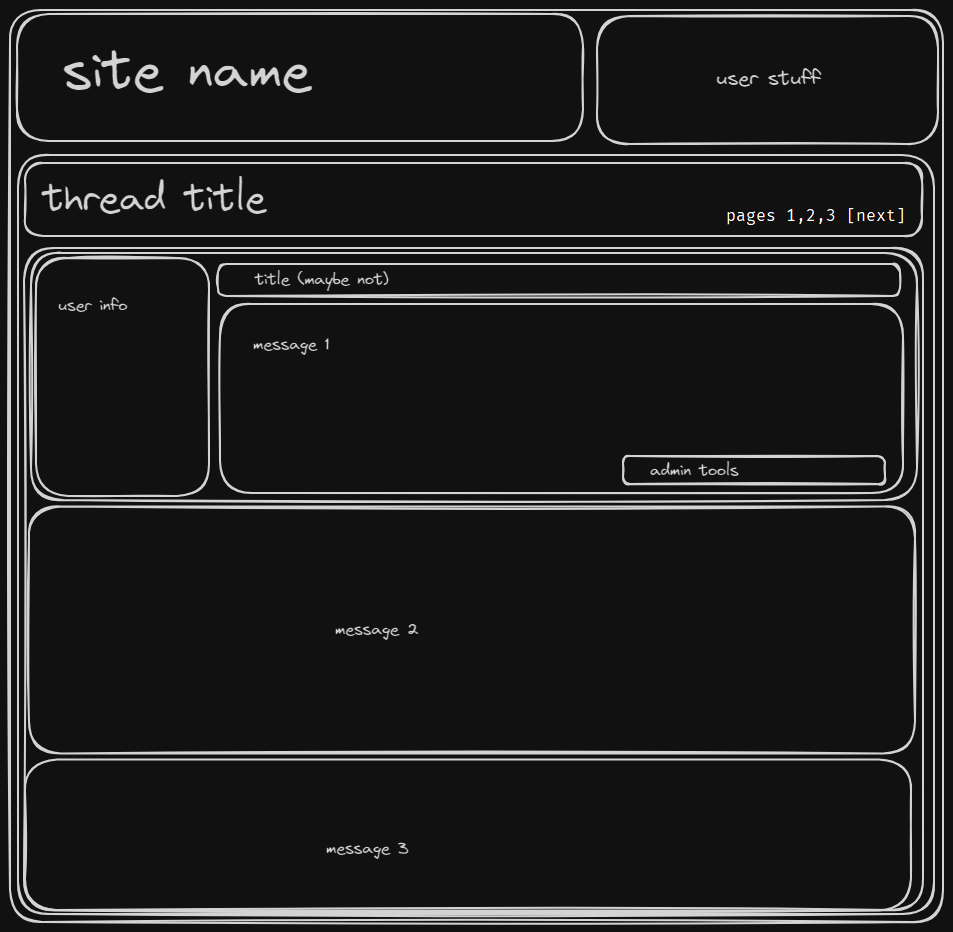 site name
user stuff
thread title
pages 1,2,3 [next]
user info
title (maybe not)
message 1
admin tools
message 2
message 3